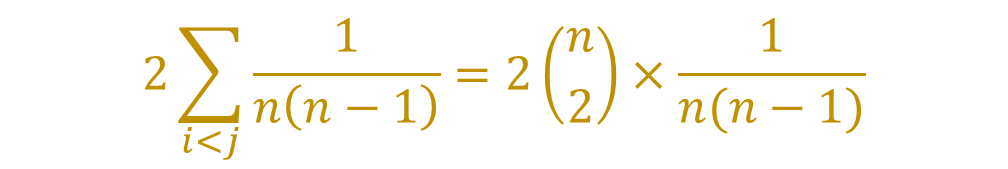 $2 \sum_{i<j} \frac{1}{n(n-1)} = 2 \binom{n}{2} \times \frac{1}{n(n-1)}$